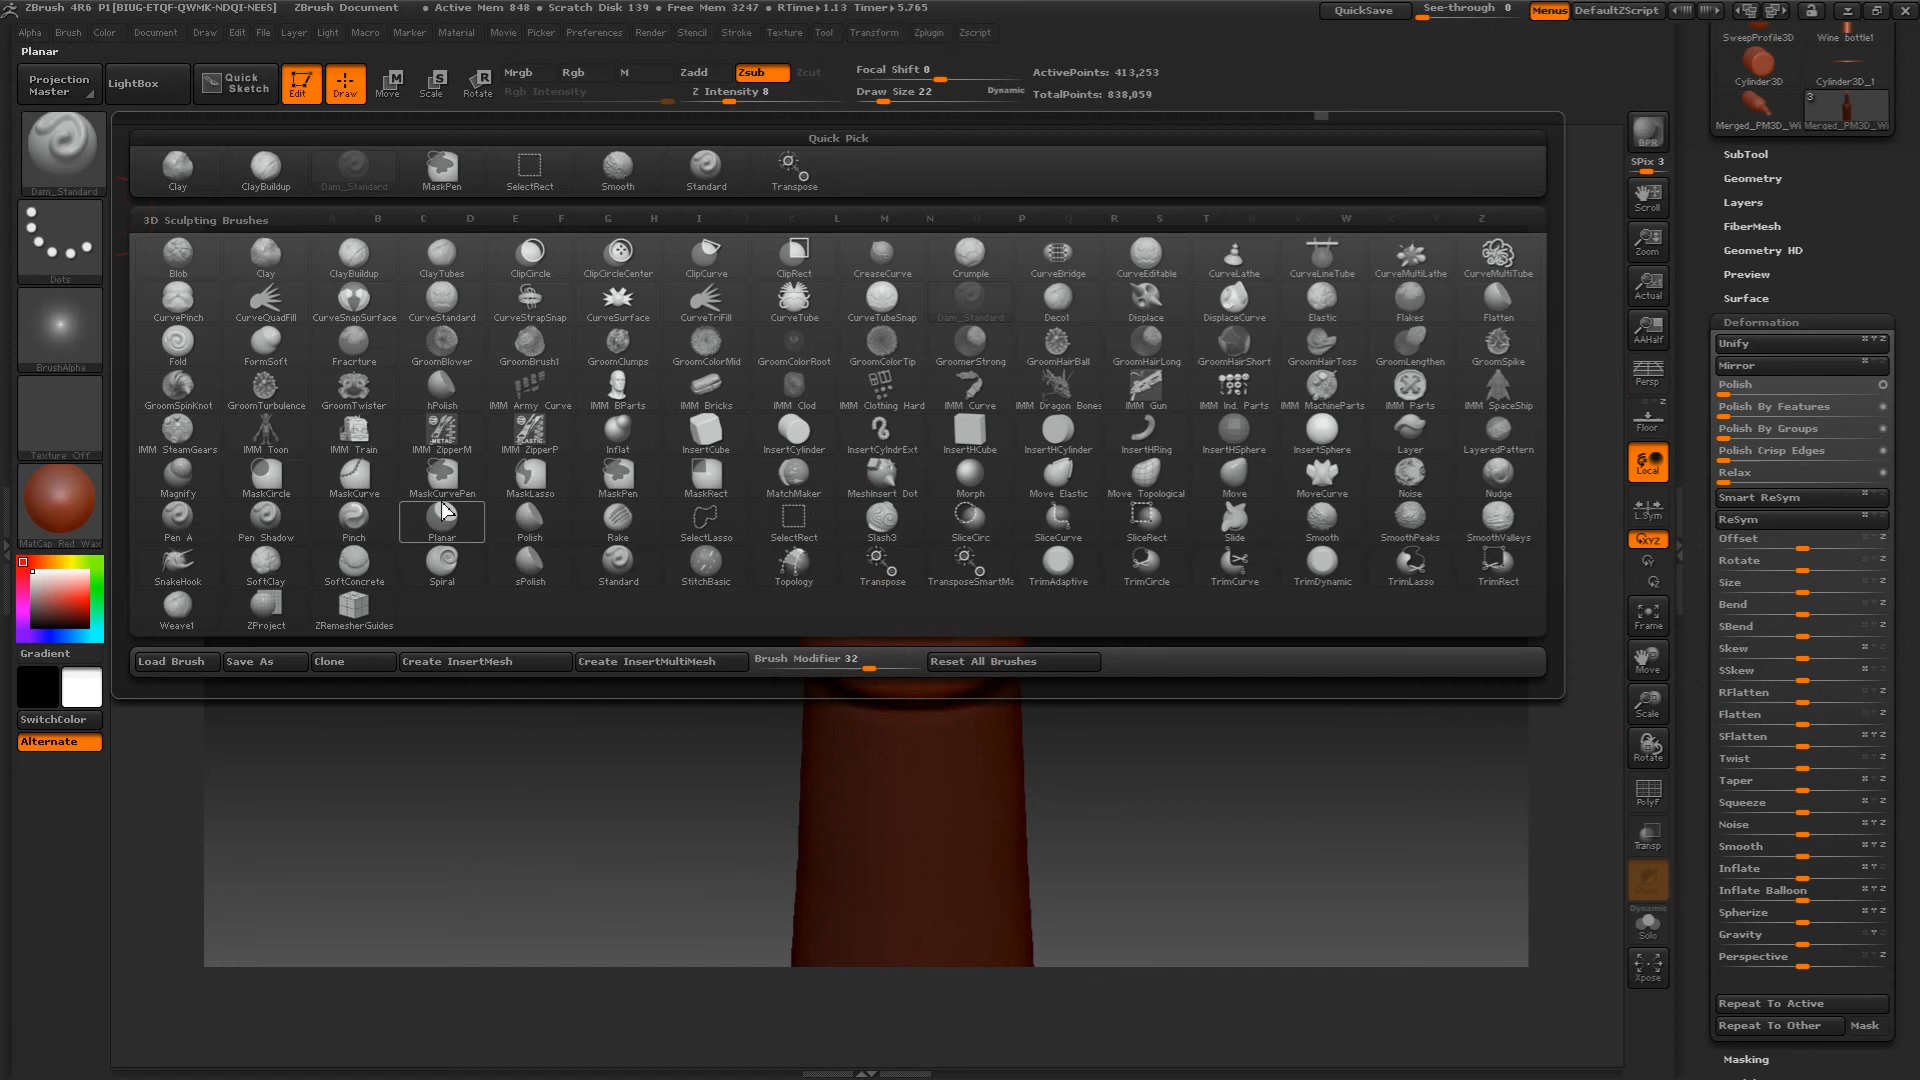 ZBrush 4R6 P1[BIUG-ETQF-QWMK-NDQI-NEES] ZBrush Document • Active Mem 848 • Scratch Disk 139 • Free Mem 3247 • RTime▸1.13 Timer▸5.765 QuickSave See-through 0 Menus DefaultZScript
Alpha Brush Color Document Draw Edit File Layer Light Macro Marker Material Movie Picker Preferences Render Stencil Stroke Texture Tool Transform Zplugin Zscript
Planar
Projection Master LightBox Quick Sketch Edit Draw Move Scale Rotate
Mrgb Rgb M Zadd Zsub Zcut Focal Shift 0 ActivePoints: 413,253
Rgb Intensity Z Intensity 8 Draw Size 22 Dynamic TotalPoints: 838,059
Quick Pick
Clay ClayBuildup Dam_Standard MaskPen SelectRect Smooth Standard Transpose
3D Sculpting Brushes A B C D E F G H I L M N P Q R S T W X Y Z
Blob Clay ClayBuildup ClayTubes ClipCircle ClipCircleCenter ClipCurve ClipRect CreaseCurve Crumple CurveBridge CurveEditable CurveLathe CurveLineTube CurveMultiLathe CurveMultiTube
CurvePinch CurveQuadFill CurveSnapSurface CurveStandard CurveStrapSnap CurveSurface CurveTriFill CurveTube CurveTubeSnap Dam_Standard Deco1 Displace DisplaceCurve Elastic Flakes Flatten
Fold FormSoft Fracrture GroomBlower GroomBrush1 GroomClumps GroomColorMid GroomColorRoot GroomColorTip GroomerStrong GroomHairBall GroomHairLong GroomHairShort GroomHairToss GroomLengthen GroomSpike
GroomSpinKnot GroomTurbulence GroomTwister hPolish IMM_Army_Curve IMM BParts IMM Bricks IMM Clod IMM Clothing Hard IMM Curve IMM Dragon Bones IMM Gun IMM Ind. Parts IMM MachineParts IMM Parts IMM SpaceShip
IMM SteamGears IMM Toon IMM Train IMM ZipperM IMM ZipperP Inflat InsertCube InsertCylinder InsertCylndrExt InsertHCube InsertHCylinder InsertHRing InsertHSphere InsertSphere Layer LayeredPattern
Magnify MaskCircle MaskCurve MaskCurvePen MaskLasso MaskPen MaskRect MatchMaker MeshInsert Dot Morph Move Elastic Move Topological Move MoveCurve Noise Nudge
Pen A Pen Shadow Pinch Planar Polish Rake SelectLasso SelectRect Slash3 SliceCirc SliceCurve SliceRect Slide Smooth SmoothPeaks SmoothValleys
SnakeHook SoftClay SoftConcrete Spiral sPolish Standard StitchBasic Topology Transpose TransposeSmartMa TrimAdaptive TrimCircle TrimCurve TrimDynamic TrimLasso TrimRect
Weave1 ZProject ZRemesherGuides
Load Brush Save As Clone Create InsertMesh Create InsertMultiMesh Brush Modifier 32 Reset All Brushes
Dam_Standard
Dots
BrushAlpha
Texture Off
MatCap Red Wax
Gradient
SwitchColor
Alternate
BPR
SPix 3
Scroll
Zoom
Actual
AAHalf
Persp
Floor
Local
L.Sym
XYZ
Frame
Move
Scale
Rotate
PolyF
Transp
Dynamic
Solo
Xpose
SweepProfile3D Wine_bottle1
Cylinder3D Cylinder3D_1
3
Merged_PM3D_Wi Merged_PM3D_Wi
SubTool
Geometry
Layers
FiberMesh
Geometry HD
Preview
Surface
Deformation
Unify
Mirror
Polish
Polish By Features
Polish By Groups
Polish Crisp Edges
Relax
Smart ReSym
ReSym
Offset
Rotate
Size
Bend
SBend
Skew
SSkew
RFlatten
Flatten
SFlatten
Twist
Taper
Squeeze
Noise
Smooth
Inflate
Inflate Balloon
Spherize
Gravity
Perspective
Repeat To Active
Repeat To Other Mask
Masking